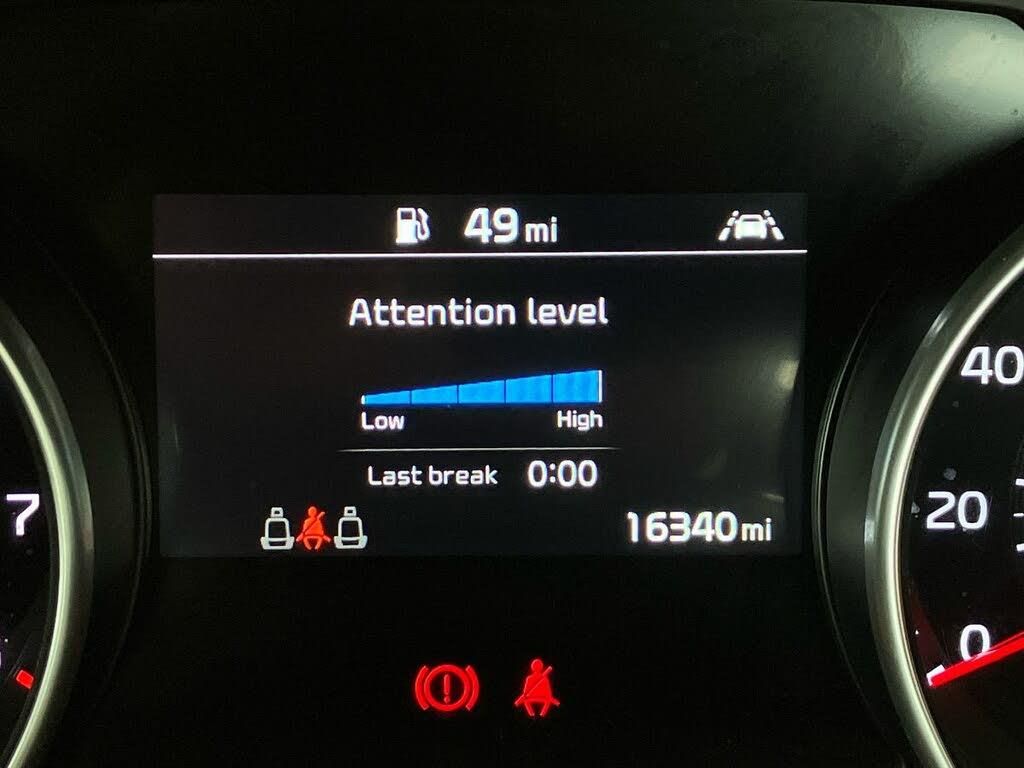 49 mi
Attention level
Low High
Last break 0:00
16340 mi
7
40
20
0